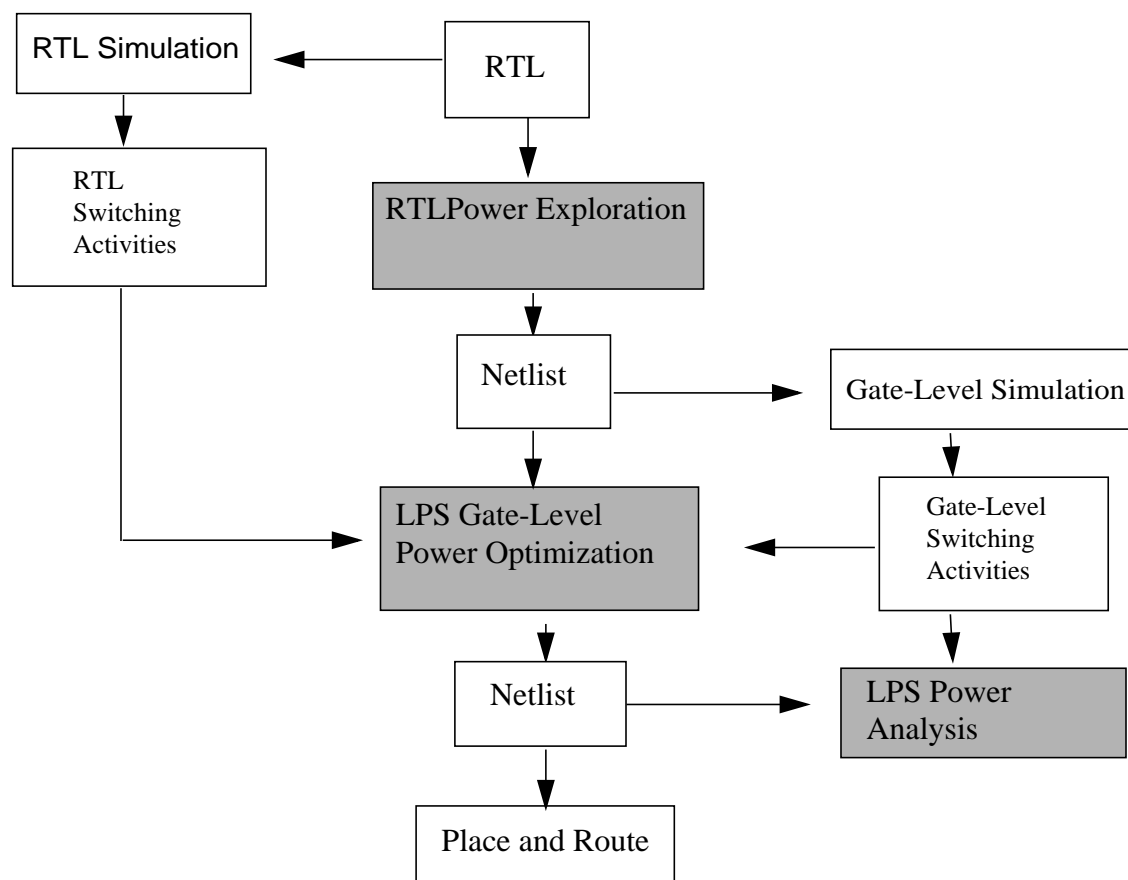 RTL Simulation
RTL
RTL
Switching
Activities
RTLPower Exploration
Netlist
Gate-Level Simulation
LPS Gate-Level
Power Optimization
Gate-Level
Switching
Activities
Netlist
LPS Power
Analysis
Place and Route